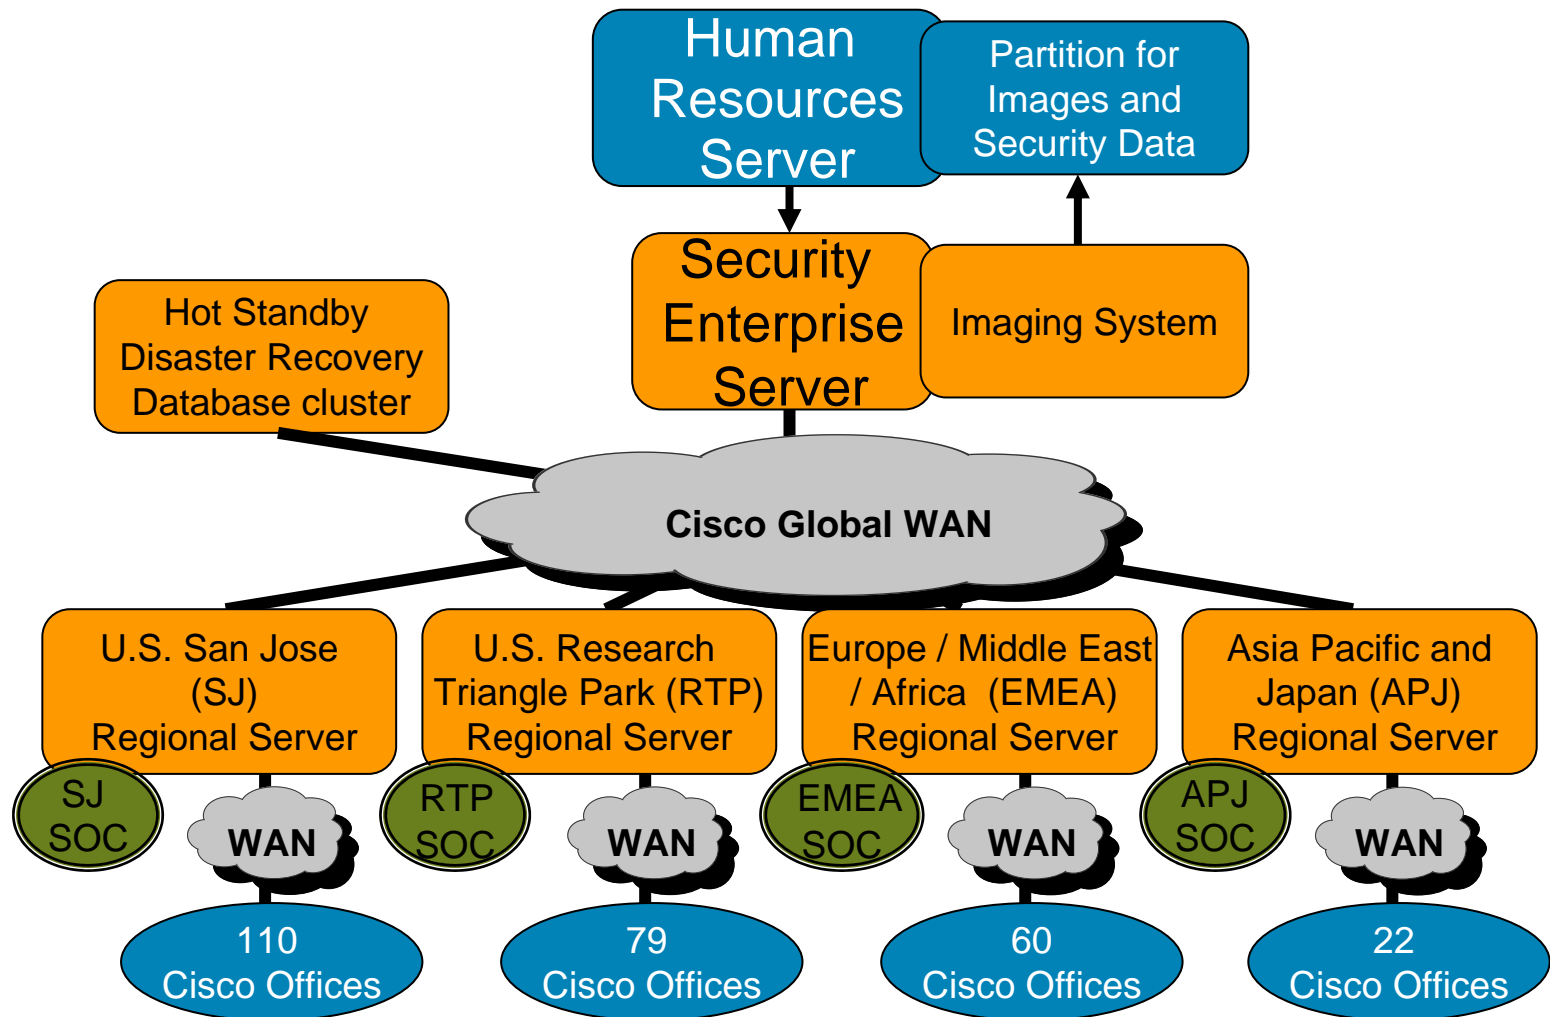 Human
Resources
Server
Partition for
Images and
Security Data
Security
Enterprise
Server
Imaging System
Hot Standby
Disaster Recovery
Database cluster
Cisco Global WAN
U.S. San Jose
(SJ)
Regional Server
U.S. Research
Triangle Park (RTP)
Regional Server
Europe / Middle East
/ Africa (EMEA)
Regional Server
Asia Pacific and
Japan (APJ)
Regional Server
SJ
SOC
WAN
RTP
SOC
WAN
EMEA
SOC
WAN
APJ
SOC
WAN
110
Cisco Offices
79
Cisco Offices
60
Cisco Offices
22
Cisco Offices